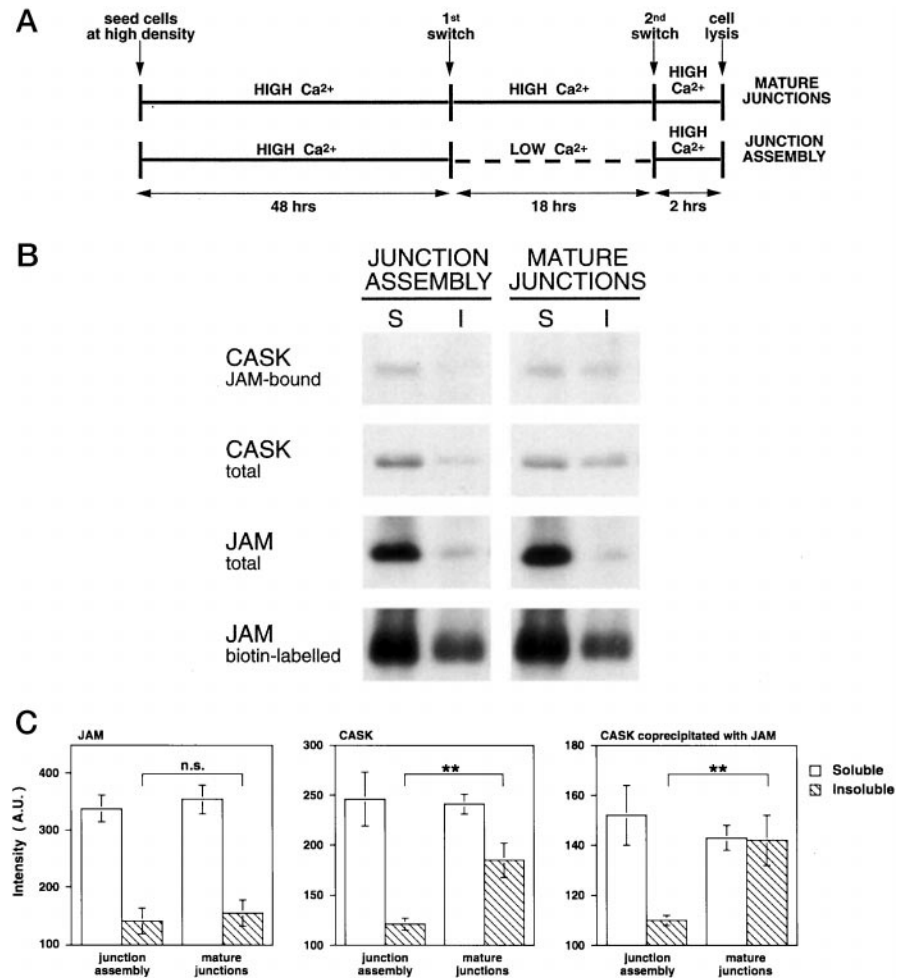 A
seed cells at high density
1st switch
2nd switch
cell lysis
HIGH Ca2+
HIGH Ca2+
HIGH Ca2+
MATURE JUNCTIONS
HIGH Ca2+
LOW Ca2+
HIGH Ca2+
JUNCTION ASSEMBLY
48 hrs
18 hrs
2 hrs
B
JUNCTION ASSEMBLY
MATURE JUNCTIONS
S I S I
CASK
JAM-bound
CASK
total
JAM
total
JAM
biotin-labelled
C
JAM
n.s.
Intensity (A.U.)
400
300
200
100
junction assembly
mature junctions
CASK
**
300
250
200
150
100
junction assembly
mature junctions
CASK coprecipitated with JAM
**
180
160
140
120
100
junction assembly
mature junctions
Soluble
Insoluble